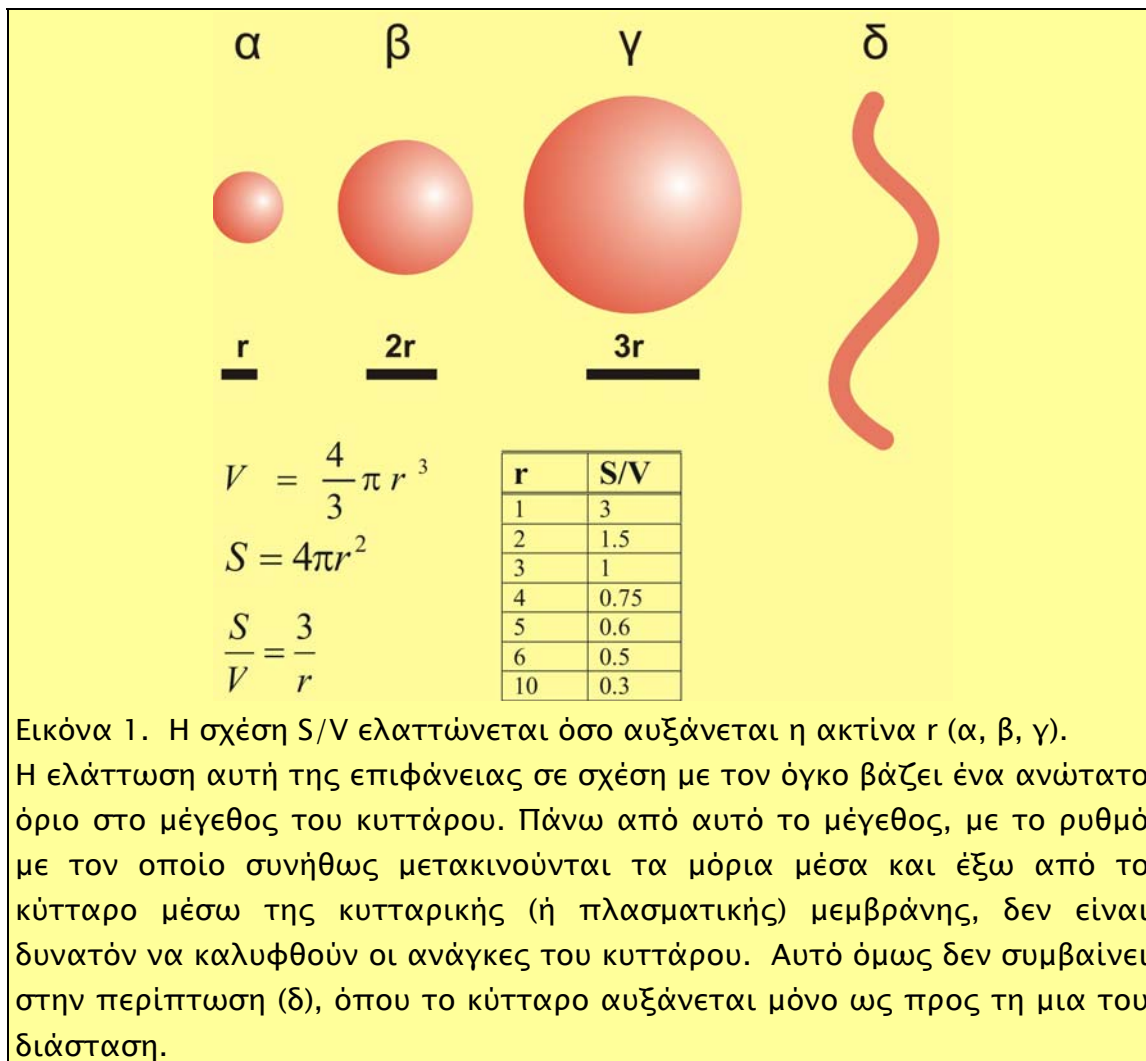 α β γ δ
r 2r 3r
V = 4/3 π r ³
S = 4πr²
S/V = 3/r
r S/V
1 3
2 1.5
3 1
4 0.75
5 0.6
6 0.5
10 0.3
Εικόνα 1. Η σχέση S/V ελαττώνεται όσο αυξάνεται η ακτίνα r (α, β, γ).
Η ελάττωση αυτή της επιφάνειας σε σχέση με τον όγκο βάζει ένα ανώτατο
όριο στο μέγεθος του κυττάρου. Πάνω από αυτό το μέγεθος, με το ρυθμό
με τον οποίο συνήθως μετακινούνται τα μόρια μέσα και έξω από το
κύτταρο μέσω της κυτταρικής (ή πλασματικής) μεμβράνης, δεν είναι
δυνατόν να καλυφθούν οι ανάγκες του κυττάρου. Αυτό όμως δεν συμβαίνει
στην περίπτωση (δ), όπου το κύτταρο αυξάνεται μόνο ως προς τη μια του
διάσταση.